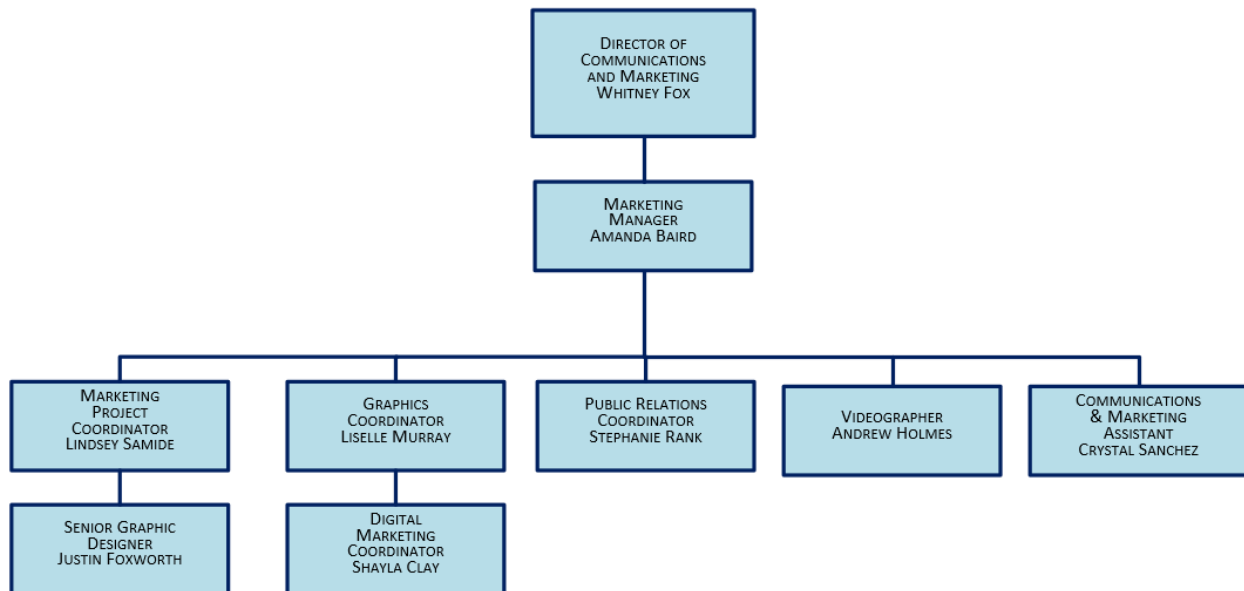 Director of
Communications
and Marketing
Whitney Fox
Marketing
Manager
Amanda Baird
Marketing
Project
Coordinator
Lindsey Samide
Graphics
Coordinator
Liselle Murray
Public Relations
Coordinator
Stephanie Rank
Videographer
Andrew Holmes
Communications
& Marketing
Assistant
Crystal Sanchez
Senior Graphic
Designer
Justin Foxworth
Digital
Marketing
Coordinator
Shayla Clay